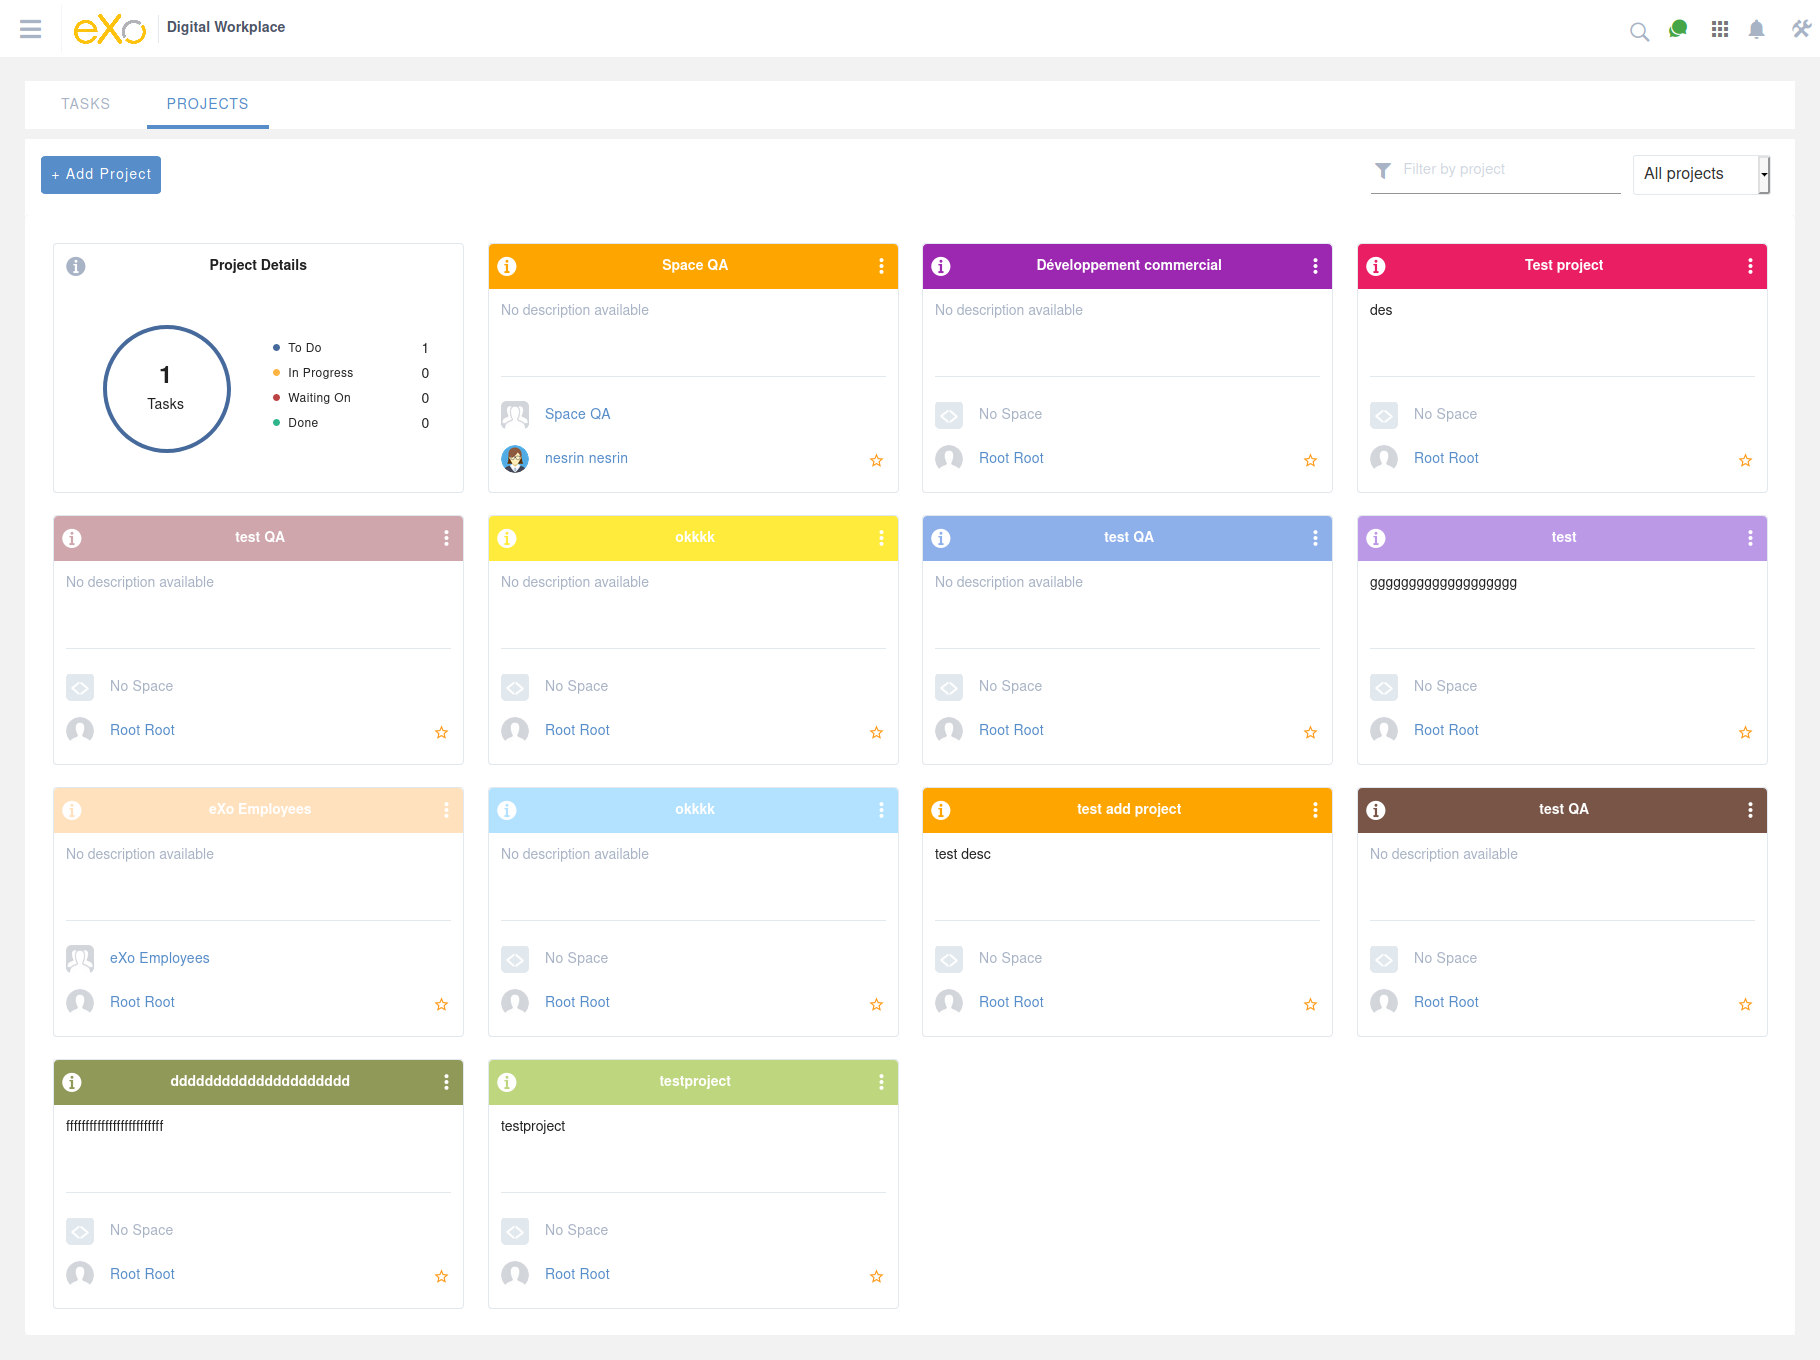 eXo
Digital Workplace
TASKS
PROJECTS
+ Add Project
Filter by project
All projects
Project Details
1
Tasks
To Do 1
In Progress 0
Waiting On 0
Done 0
Space QA
No description available
Space QA
nesrin nesrin
Développement commercial
No description available
No Space
Root Root
Test project
des
No Space
Root Root
test QA
No description available
No Space
Root Root
okkkk
No description available
No Space
Root Root
test QA
No description available
No Space
Root Root
test
ggggggggggggggggggg
No Space
Root Root
eXo Employees
No description available
eXo Employees
Root Root
okkkk
No description available
No Space
Root Root
test add project
test desc
No Space
Root Root
test QA
No description available
No Space
Root Root
ddddddddddddddddddddd
fffffffffffffffffffffffff
No Space
Root Root
testproject
testproject
No Space
Root Root